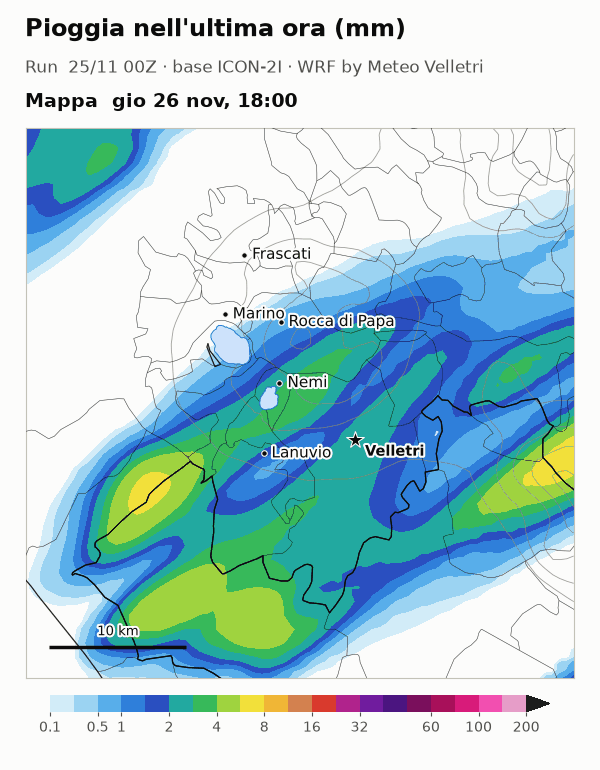 Pioggia nell'ultima ora (mm)
Run  25/11 00Z · base ICON-2I · WRF by Meteo Velletri
Mappa  gio 26 nov, 18:00
Frascati
Marino
Rocca di Papa
Nemi
Velletri
Lanuvio
10 km
0.1 0.5 1 2 4 8 16 32 60 100 200